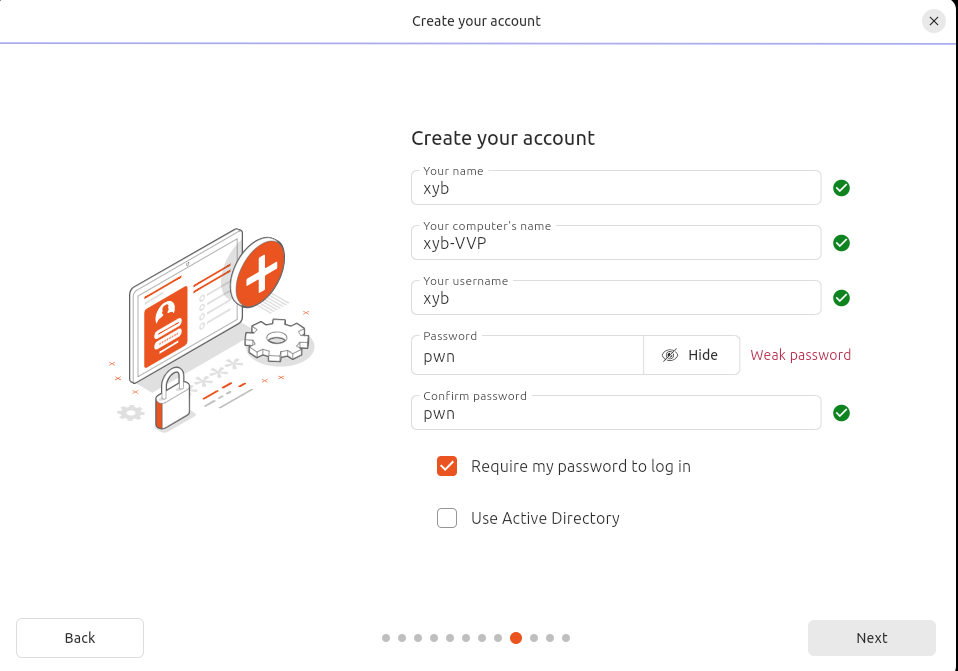 Create your account
Create your account
Your name
xyb
Your computer's name
xyb-VVP
Your username
xyb
Password
pwn
Hide
Weak password
Confirm password
pwn
Require my password to log in
Use Active Directory
Back
Next